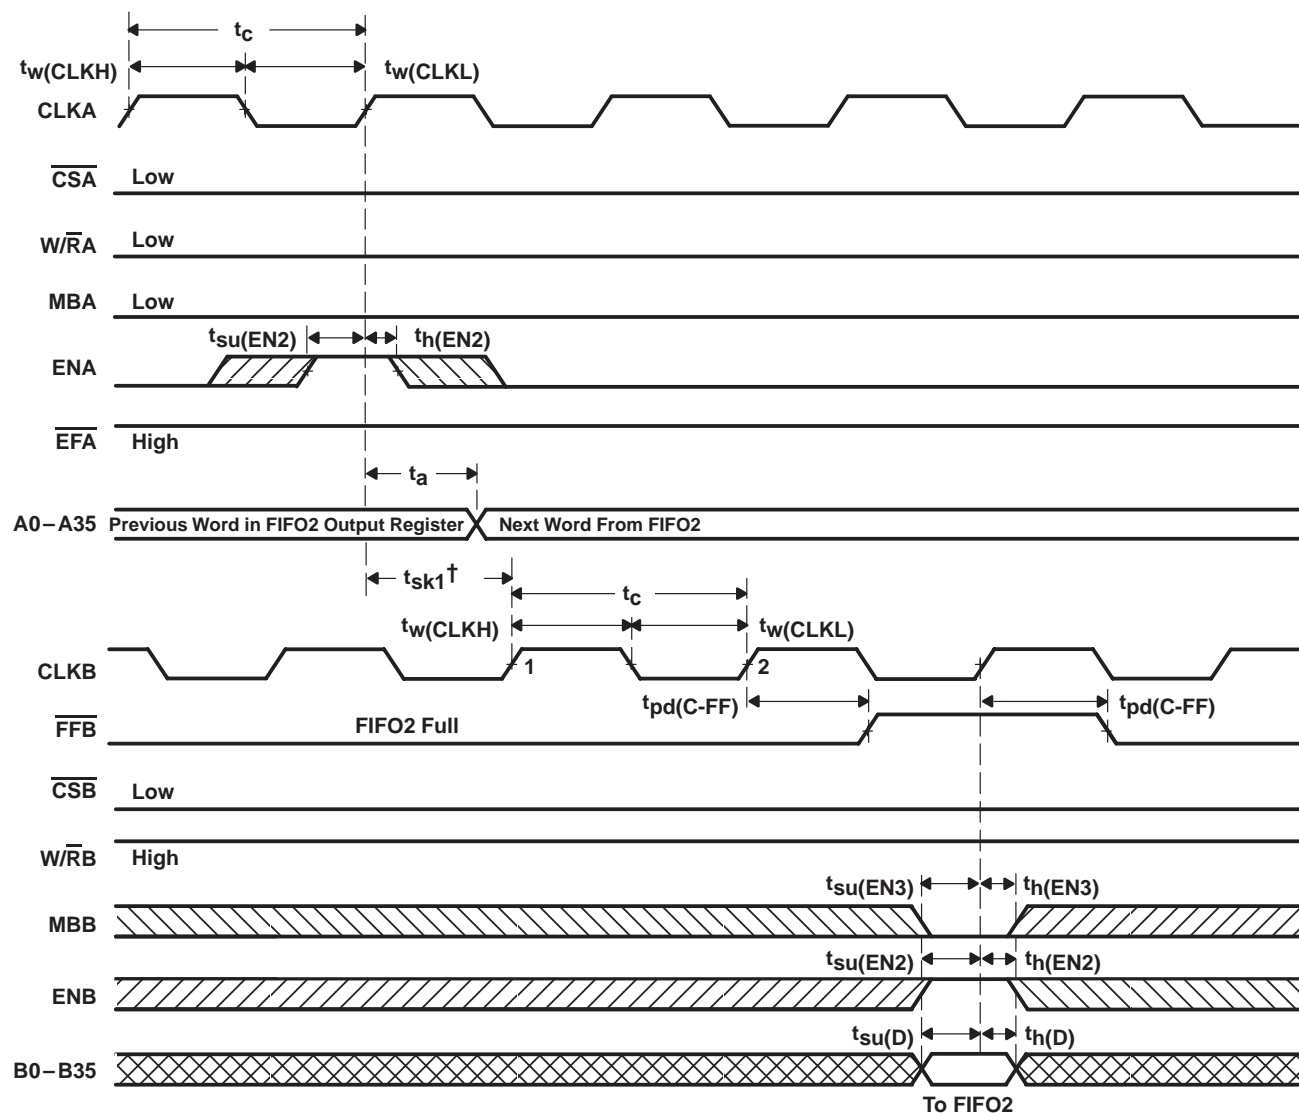 tc
tw(CLKH)
tw(CLKL)
CLKA
CSA
Low
W/RA
Low
MBA
Low
tsu(EN2)
th(EN2)
ENA
EFA
High
ta
A0–A35
Previous Word in FIFO2 Output Register
Next Word From FIFO2
tsk1†
tc
tw(CLKH)
tw(CLKL)
CLKB
1
2
tpd(C-FF)
tpd(C-FF)
FFB
FIFO2 Full
CSB
Low
W/RB
High
tsu(EN3)
th(EN3)
MBB
tsu(EN2)
th(EN2)
ENB
tsu(D)
th(D)
B0–B35
To FIFO2